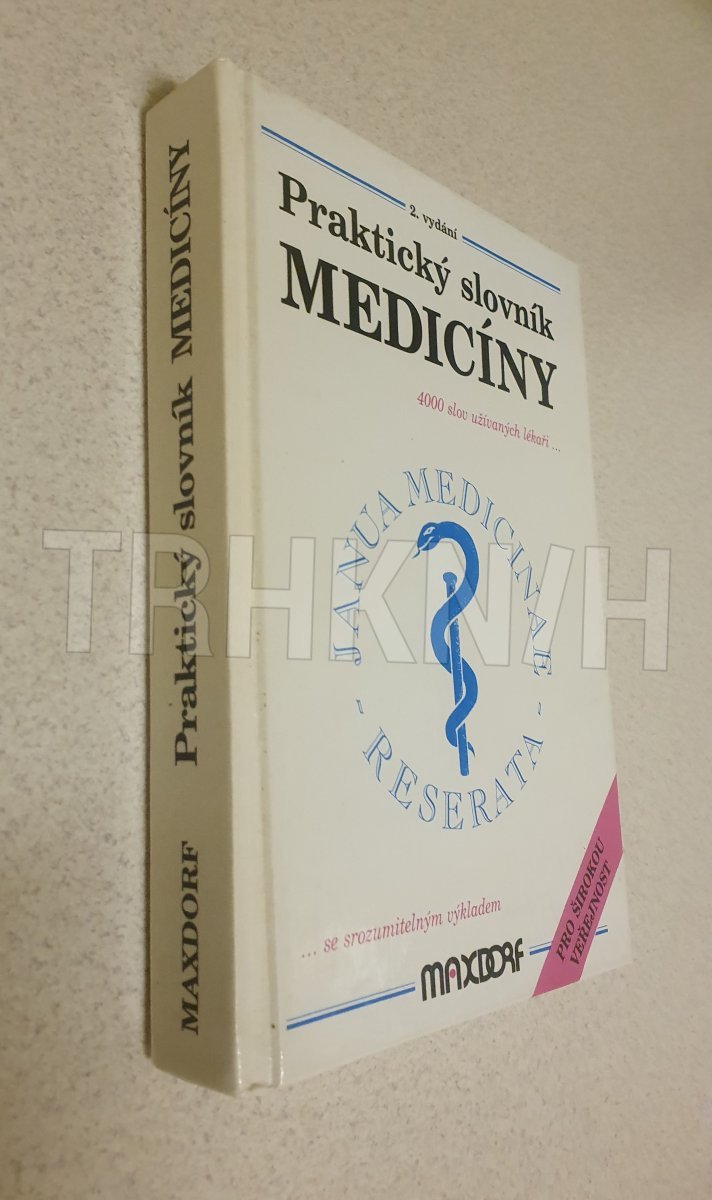 MAXDORF Praktický slovník MEDICÍNY
2. vydání
Praktický slovník
MEDICÍNY
4000 slov užívaných lékaři ...
JANUA MEDICINAE
- RESERATA -
... se srozumitelným výkladem
MAXDORF
PRO ŠIROKOU
VEŘEJNOST
TRHKNIH